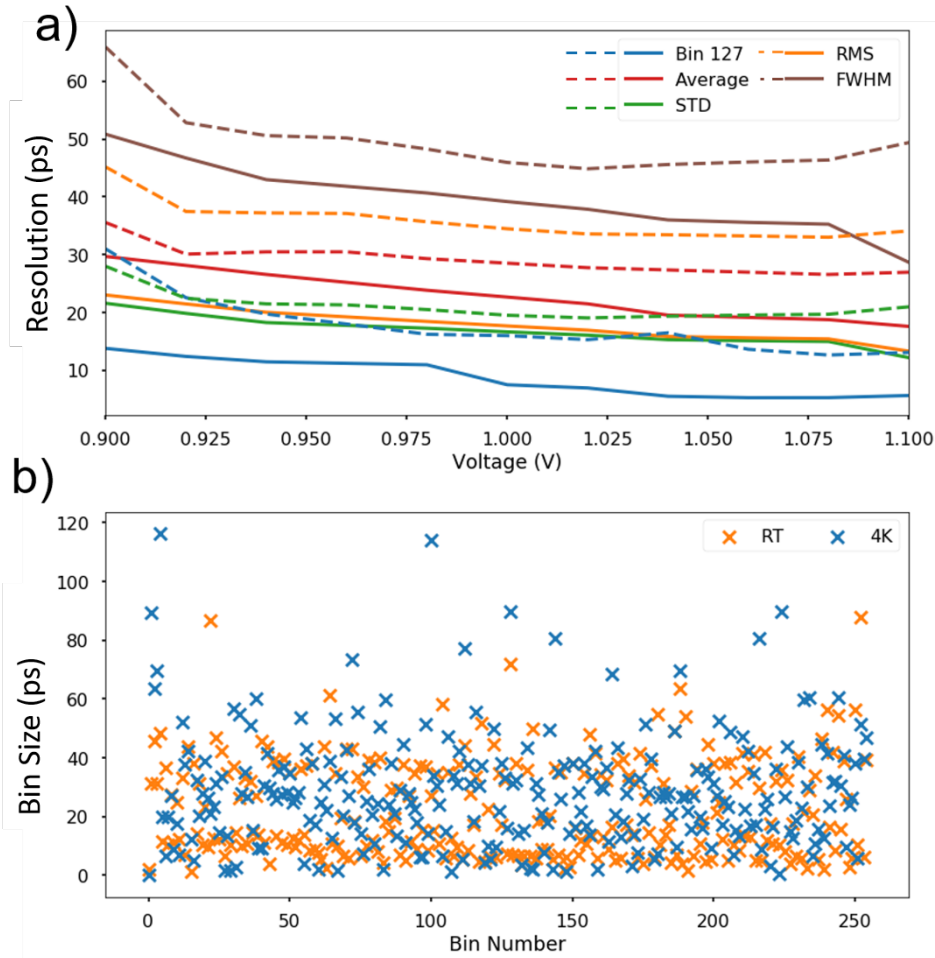 a)
Resolution (ps)
60
50
40
30
20
10
Bin 127
Average
STD
RMS
FWHM
0.900 0.925 0.950 0.975 1.000 1.025 1.050 1.075 1.100
Voltage (V)
b)
Bin Size (ps)
120
100
80
60
40
20
0
RT 4K
0 50 100 150 200 250
Bin Number